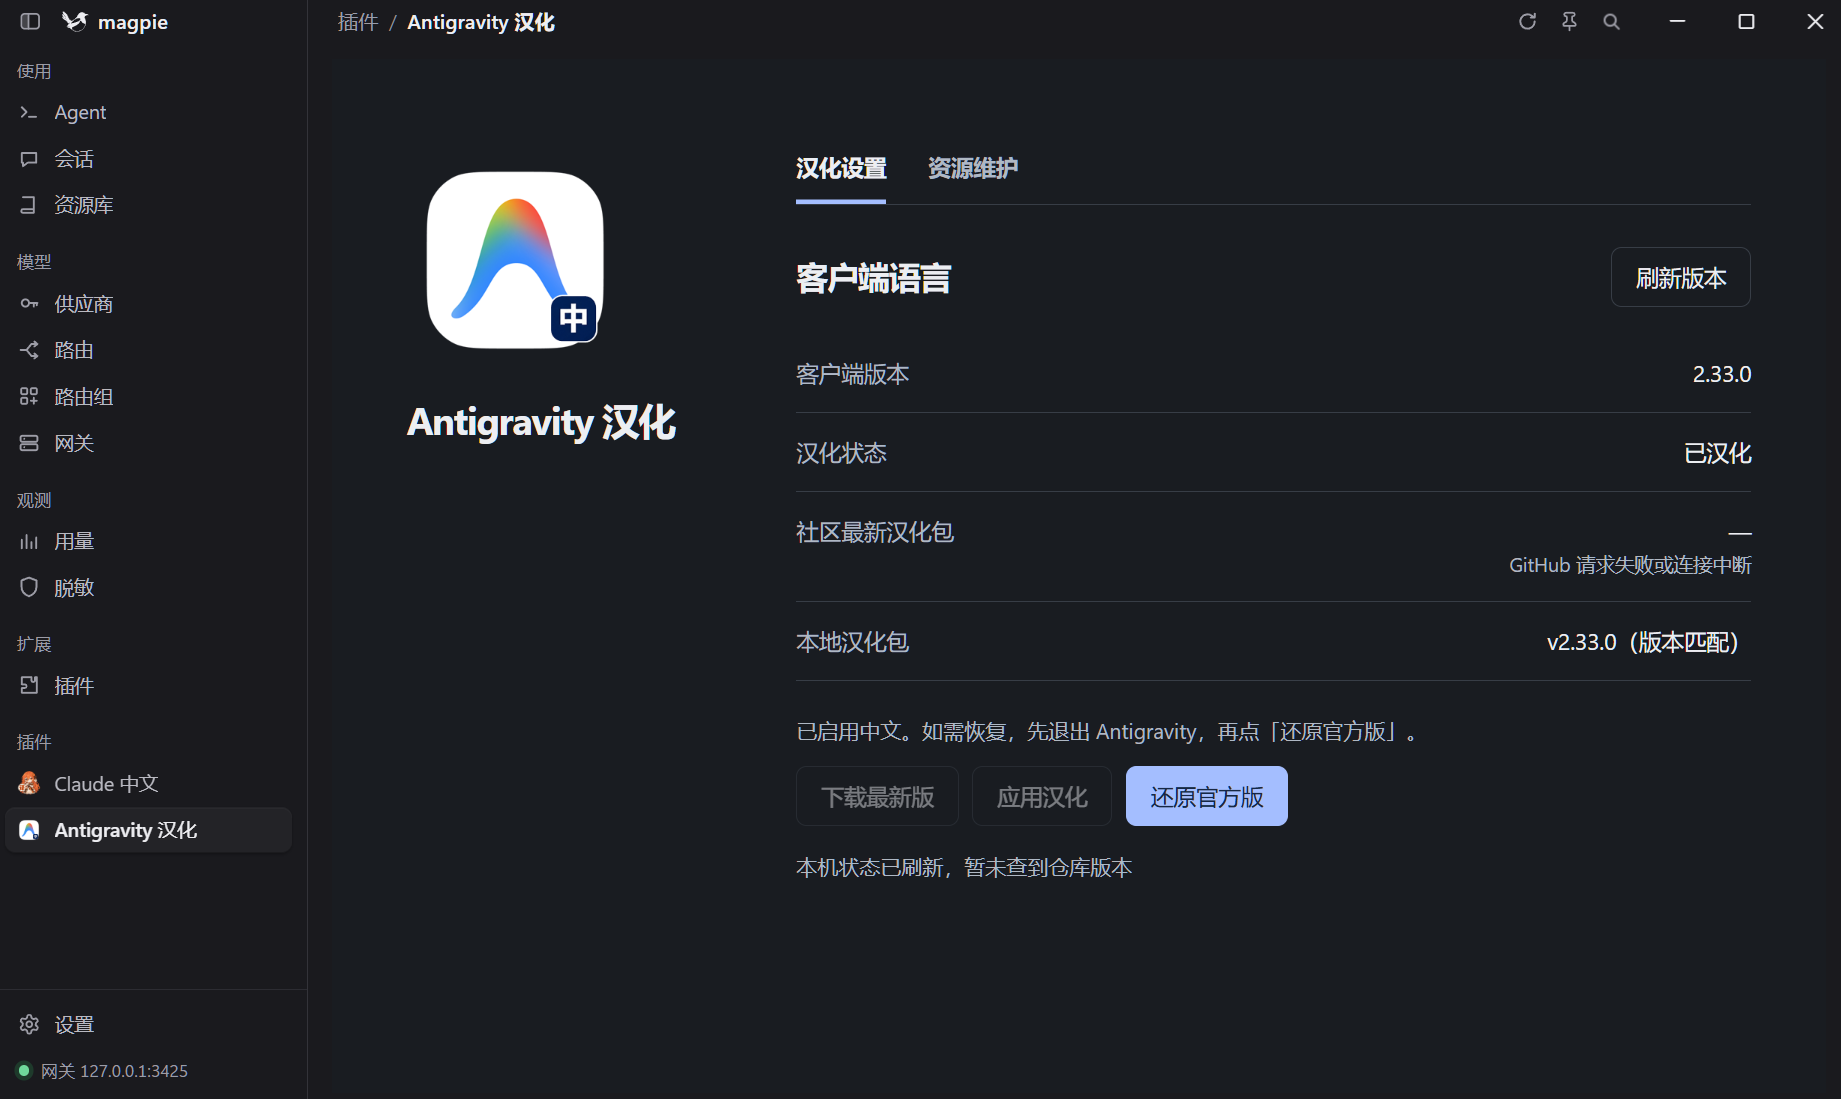 magpie
插件 / Antigravity 汉化
使用
Agent
会话
资源库
模型
供应商
路由
路由组
网关
观测
用量
脱敏
扩展
插件
插件
Claude 中文
Antigravity 汉化
设置
网关 127.0.0.1:3425
中
Antigravity 汉化
汉化设置 资源维护
客户端语言 刷新版本
客户端版本 2.33.0
汉化状态 已汉化
社区最新汉化包 —
GitHub 请求失败或连接中断
本地汉化包 v2.33.0（版本匹配）
已启用中文。如需恢复，先退出 Antigravity，再点「还原官方版」。
下载最新版 应用汉化 还原官方版
本机状态已刷新，暂未查到仓库版本